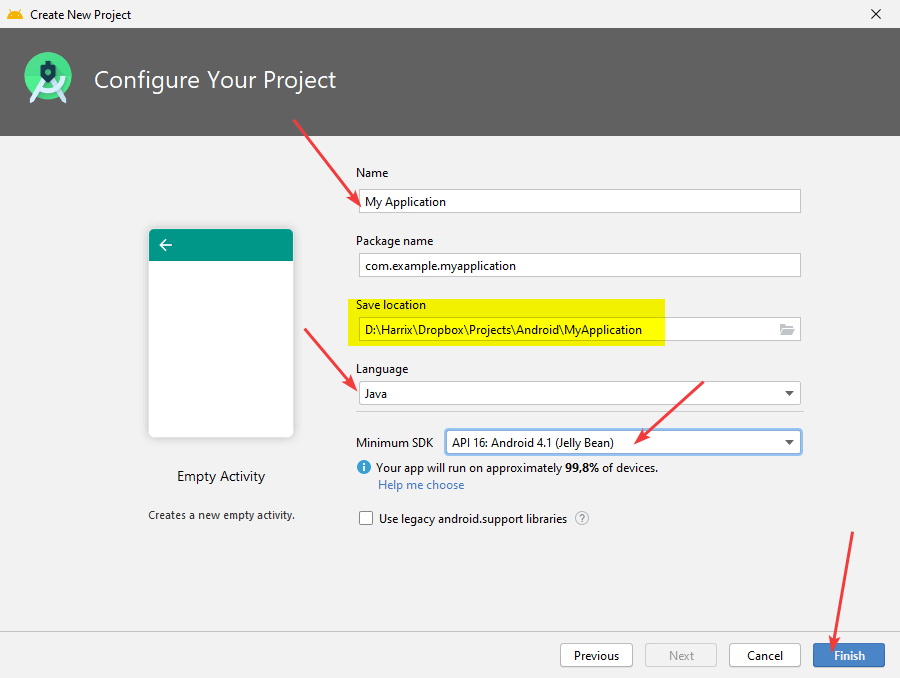 Create New Project
Configure Your Project
Name
My Application
Package name
com.example.myapplication
Save location
D:\Harrix\Dropbox\Projects\Android\MyApplication
Language
Java
Minimum SDK
API 16: Android 4.1 (Jelly Bean)
i Your app will run on approximately 99,8% of devices.
Help me choose
Use legacy android.support libraries ?
Empty Activity
Creates a new empty activity.
Previous
Next
Cancel
Finish